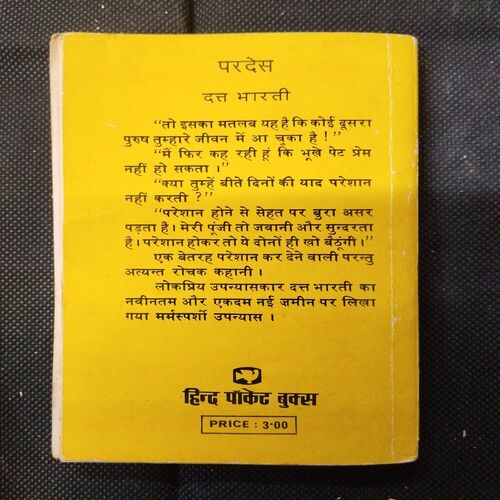 परदेस
दत्त भारती
“तो इसका मतलब यह है कि कोई दूसरा
पुरुष तुम्हारे जीवन में आ चुका है !”
“मैं फिर कह रही हूं कि भूखे पेट प्रेम
नहीं हो सकता ।”
“क्या तुम्हें बीते दिनों की याद परेशान
नहीं करती ?”
“परेशान होने से सेहत पर बुरा असर
पड़ता है। मेरी पूंजी तो जवानी और सुन्दरता
है। परेशान होकर तो ये दोनों ही खो बैठूंगी।”
एक बेतरह परेशान कर देने वाली परन्तु
अत्यन्त रोचक कहानी ।
लोकप्रिय उपन्यासकार दत्त भारती का
नवीनतम और एकदम नई ज़मीन पर लिखा
गया मर्मस्पर्शी उपन्यास ।
हिन्द पॉकेट बुक्स
PRICE : 3·00